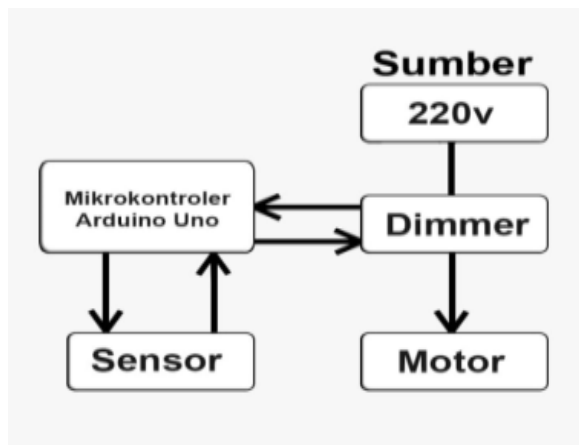 Sumber
220v
Mikrokontroler
Arduino Uno
Dimmer
Sensor
Motor